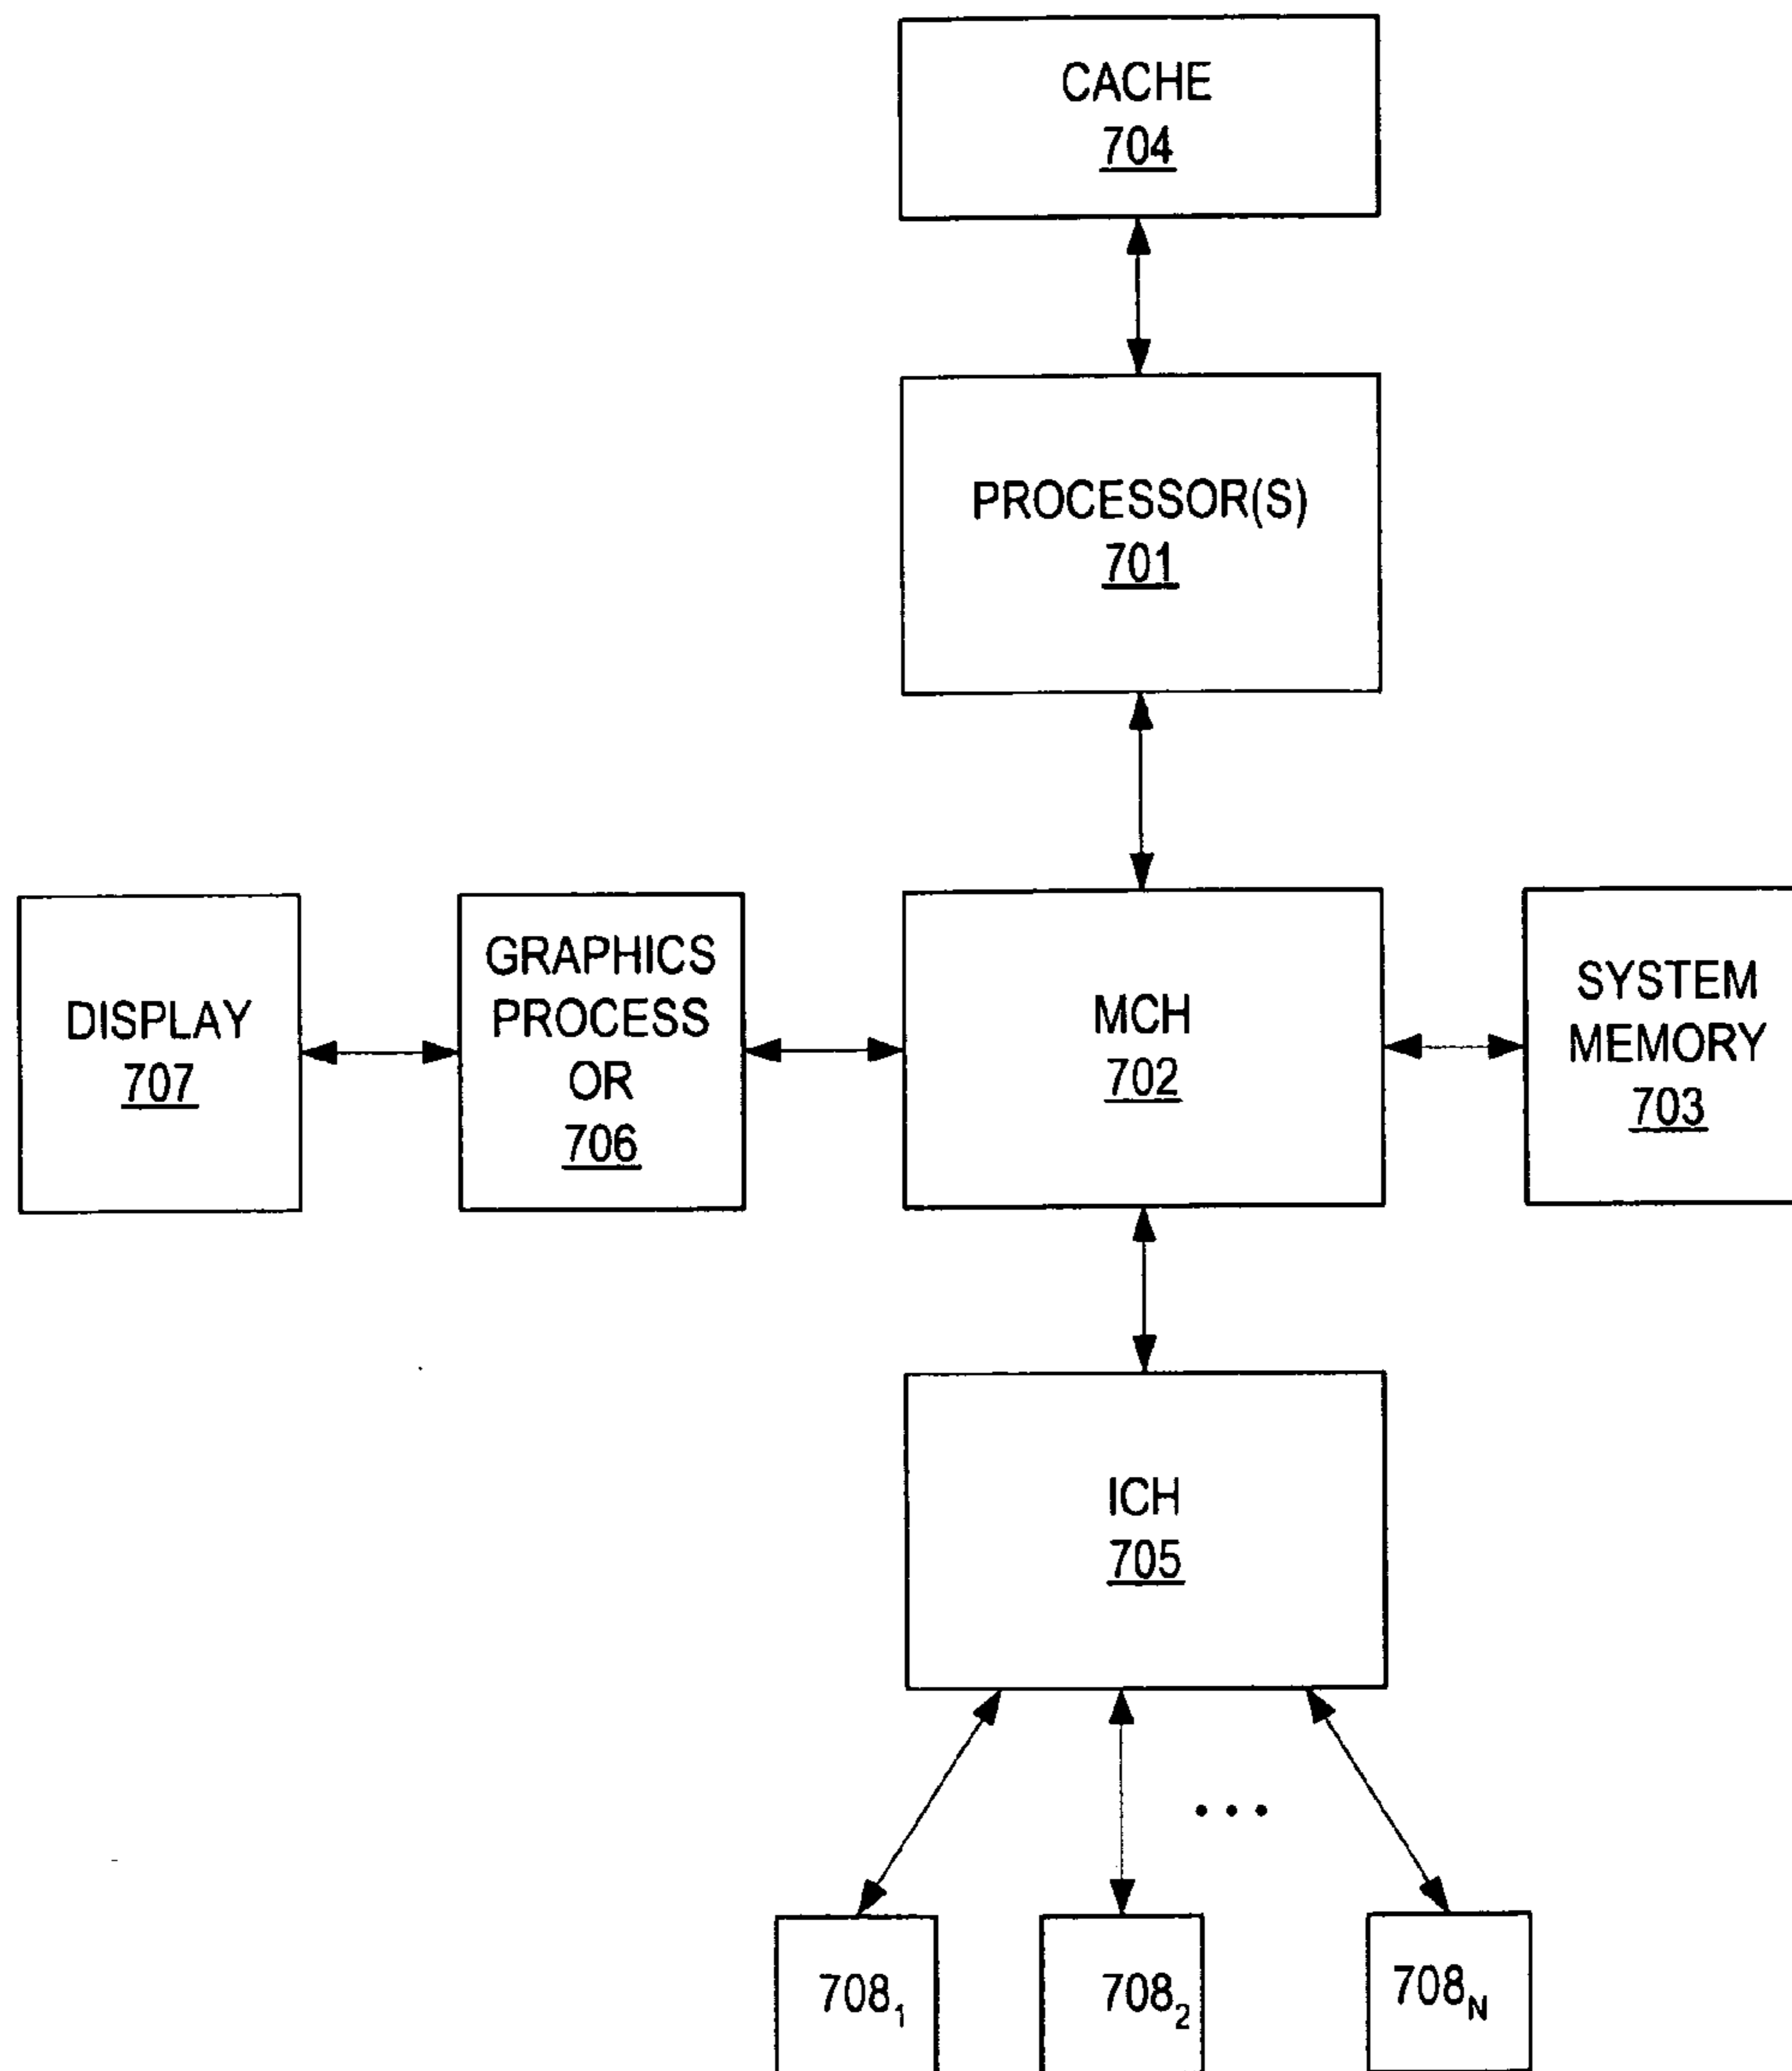 CACHE
704
PROCESSOR(S)
701
DISPLAY
707
GRAPHICS
PROCESS
OR
706
MCH
702
SYSTEM
MEMORY
703
ICH
705
• • •
708₁
708₂
708N